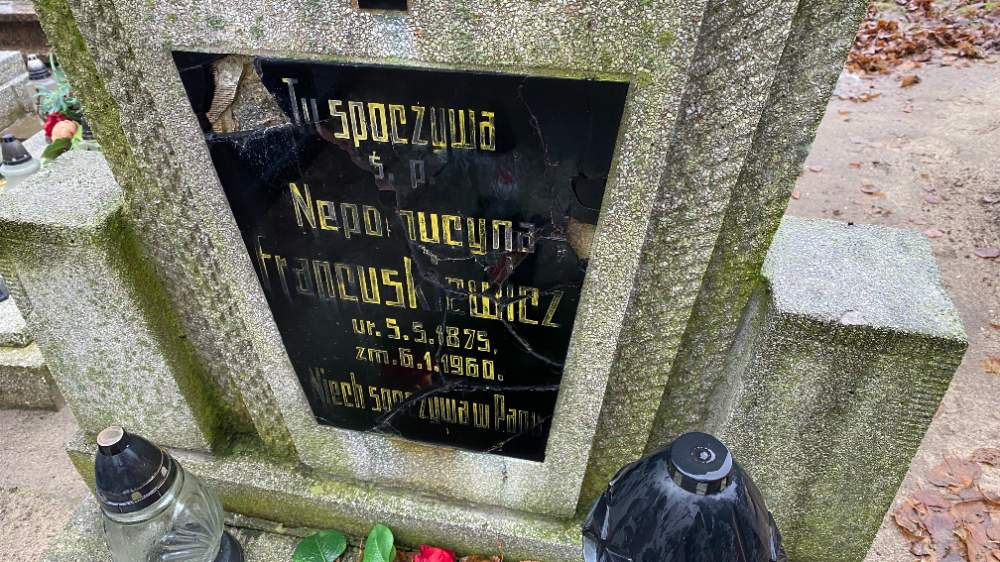 Tu spoczywa
ś. p
Nepomucyna
Francuskiewicz
ur. 5.5.1875.
zm. 6.1.1960.
Niech spoczywa w Panu